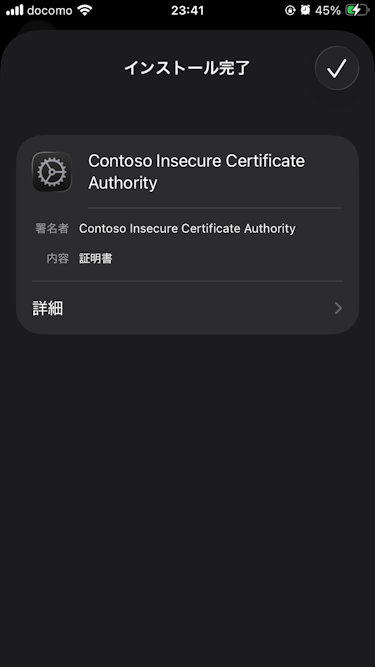 docomo 23:41 45%
インストール完了
Contoso Insecure Certificate
Authority
署名者 Contoso Insecure Certificate Authority
内容 証明書
詳細